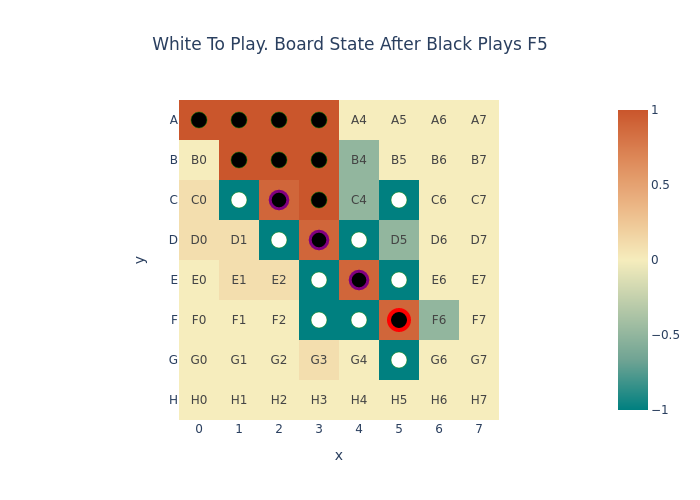 White To Play. Board State After Black Plays F5
A A4 A5 A6 A7
B B0 B4 B5 B6 B7
C C0 C4 C6 C7
D D0 D1 D5 D6 D7
E E0 E1 E2 E6 E7
F F0 F1 F2 F6 F7
G G0 G1 G2 G3 G4 G6 G7
H H0 H1 H2 H3 H4 H5 H6 H7
0 1 2 3 4 5 6 7
x
y
1
0.5
0
−0.5
−1